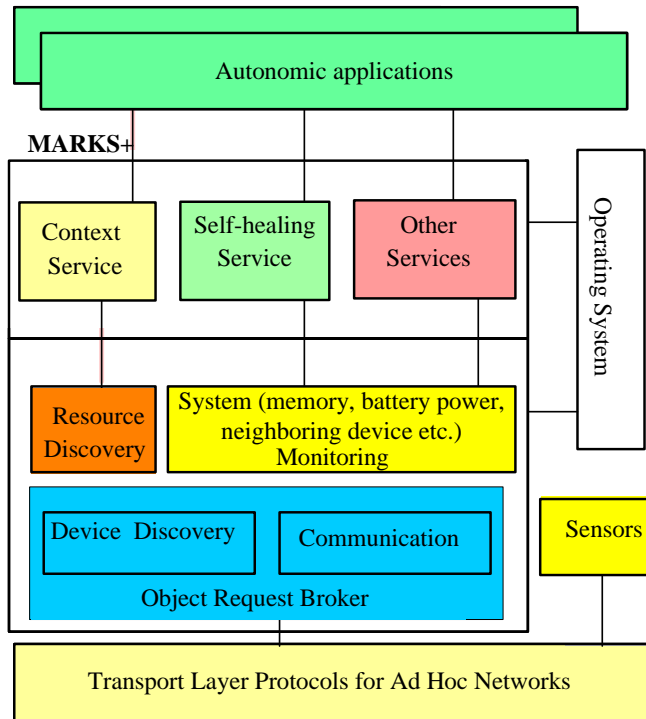 Autonomic applications
MARKS+
Context
Service
Self-healing
Service
Other
Services
Operating System
Resource
Discovery
System (memory, battery power,
neighboring device etc.)
Monitoring
Device Discovery
Communication
Object Request Broker
Sensors
Transport Layer Protocols for Ad Hoc Networks